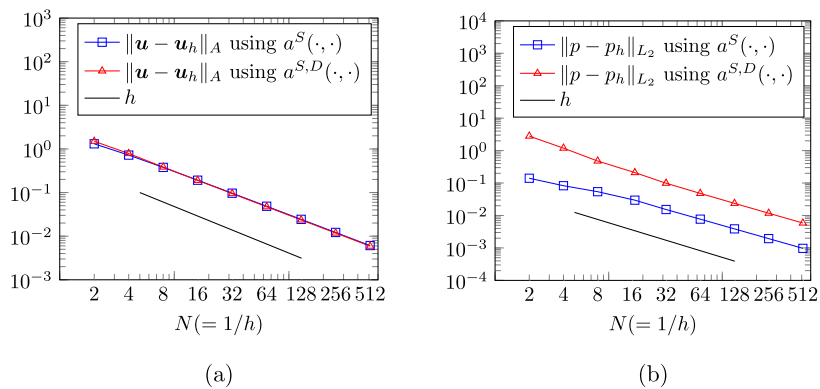 10^3
10^2
10^1
10^0
10^−1
10^−2
10^−3
‖u − u_h‖_A using a^S(·, ·)
‖u − u_h‖_A using a^{S,D}(·, ·)
h
2 4 8 16 32 64 128 256 512
N(= 1/h)
(a)
10^4
10^3
10^2
10^1
10^0
10^−1
10^−2
10^−3
10^−4
‖p − p_h‖_{L_2} using a^S(·, ·)
‖p − p_h‖_{L_2} using a^{S,D}(·, ·)
h
2 4 8 16 32 64 128 256 512
N(= 1/h)
(b)